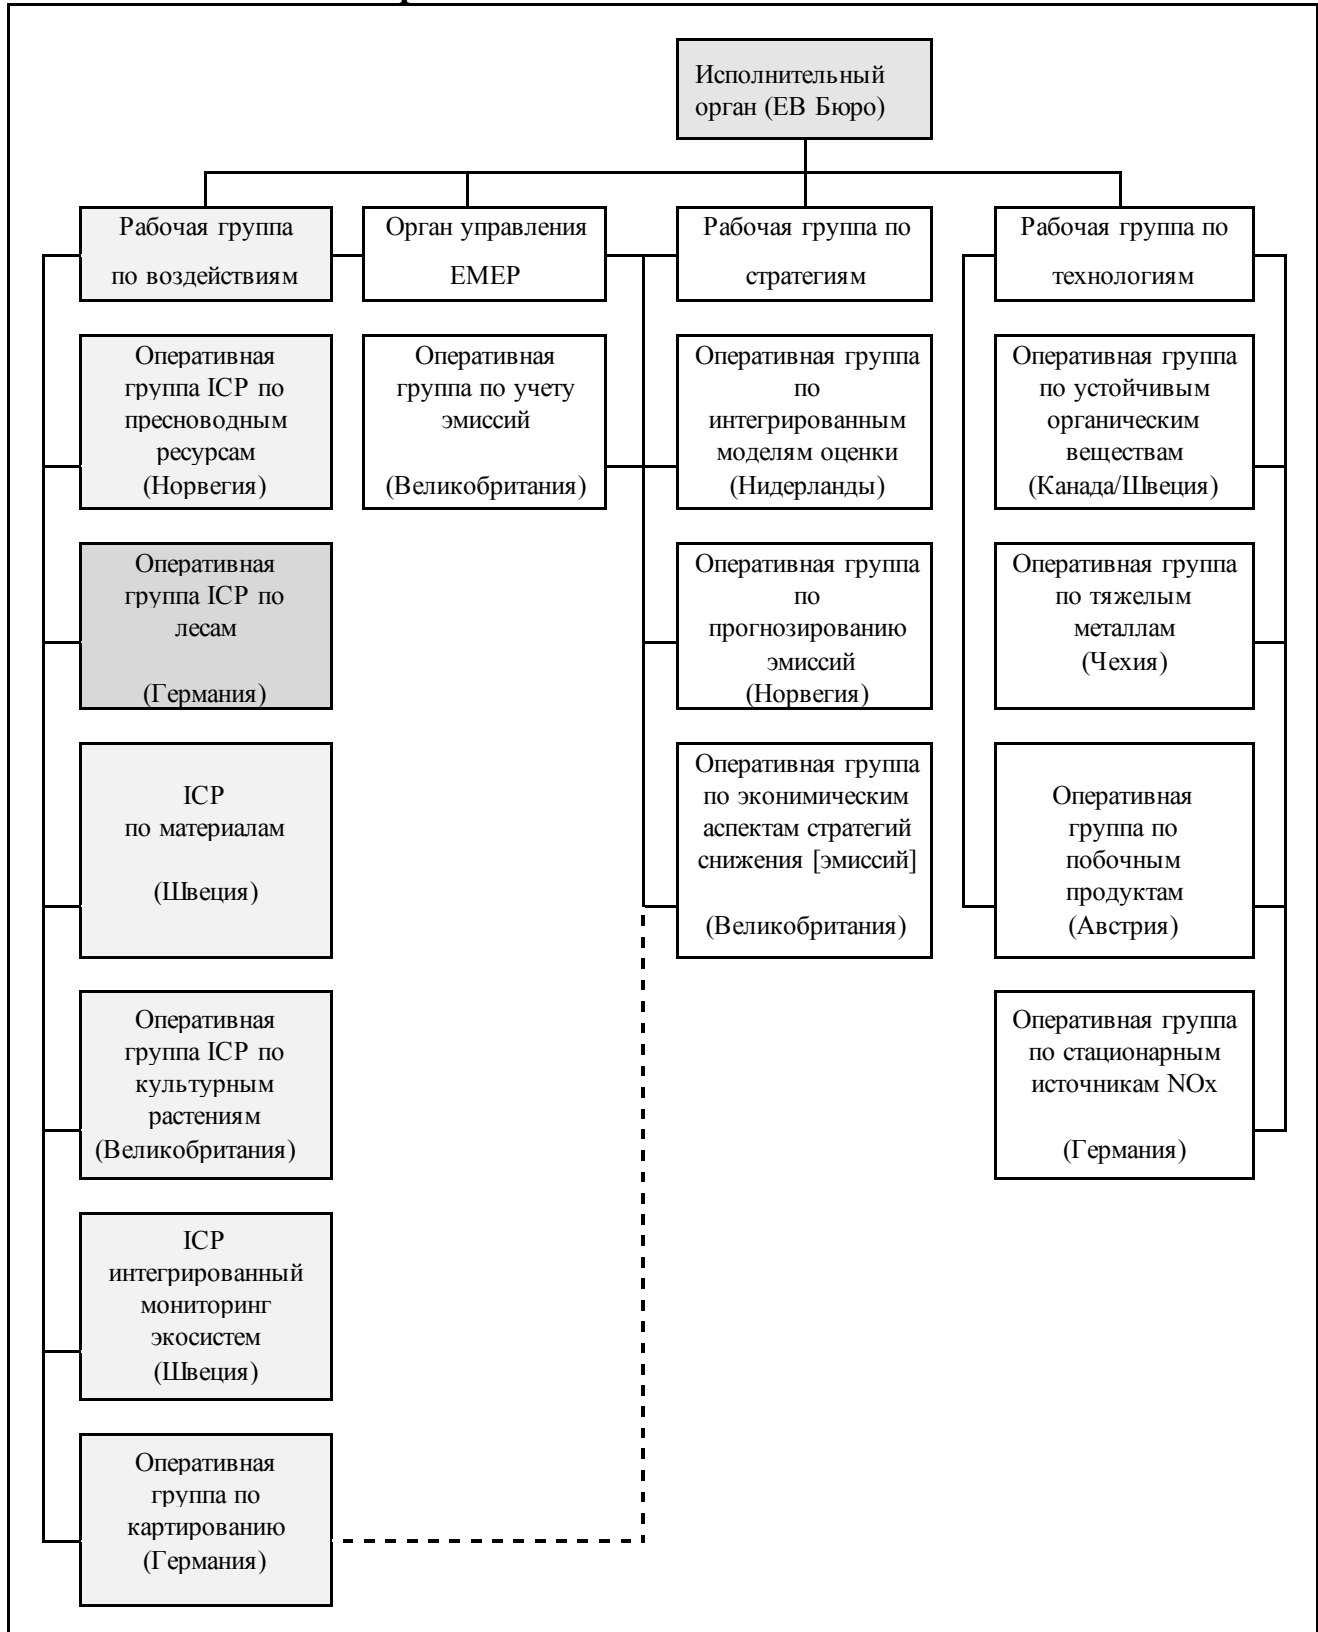 Исполнительный
орган (ЕВ Бюро)
Рабочая группа
по воздействиям
Орган управления
ЕМЕР
Рабочая группа по
стратегиям
Рабочая группа по
технологиям
Оперативная
группа ICP по
пресноводным
ресурсам
(Норвегия)
Оперативная
группа по учету
эмиссий
(Великобритания)
Оперативная группа
по
интегрированным
моделям оценки
(Нидерланды)
Оперативная группа
по устойчивым
органическим
веществам
(Канада/Швеция)
Оперативная
группа ICP по
лесам
(Германия)
Оперативная группа
по
прогнозированию
эмиссий
(Норвегия)
Оперативная группа
по тяжелым
металлам
(Чехия)
ICP
по материалам
(Швеция)
Оперативная группа
по эконимическим
аспектам стратегий
снижения [эмиссий]
(Великобритания)
Оперативная
группа по
побочным
продуктам
(Австрия)
Оперативная
группа ICP по
культурным
растениям
(Великобритания)
Оперативная группа
по стационарным
источникам NOx
(Германия)
ICP
интегрированный
мониторинг
экосистем
(Швеция)
Оперативная
группа по
картированию
(Германия)